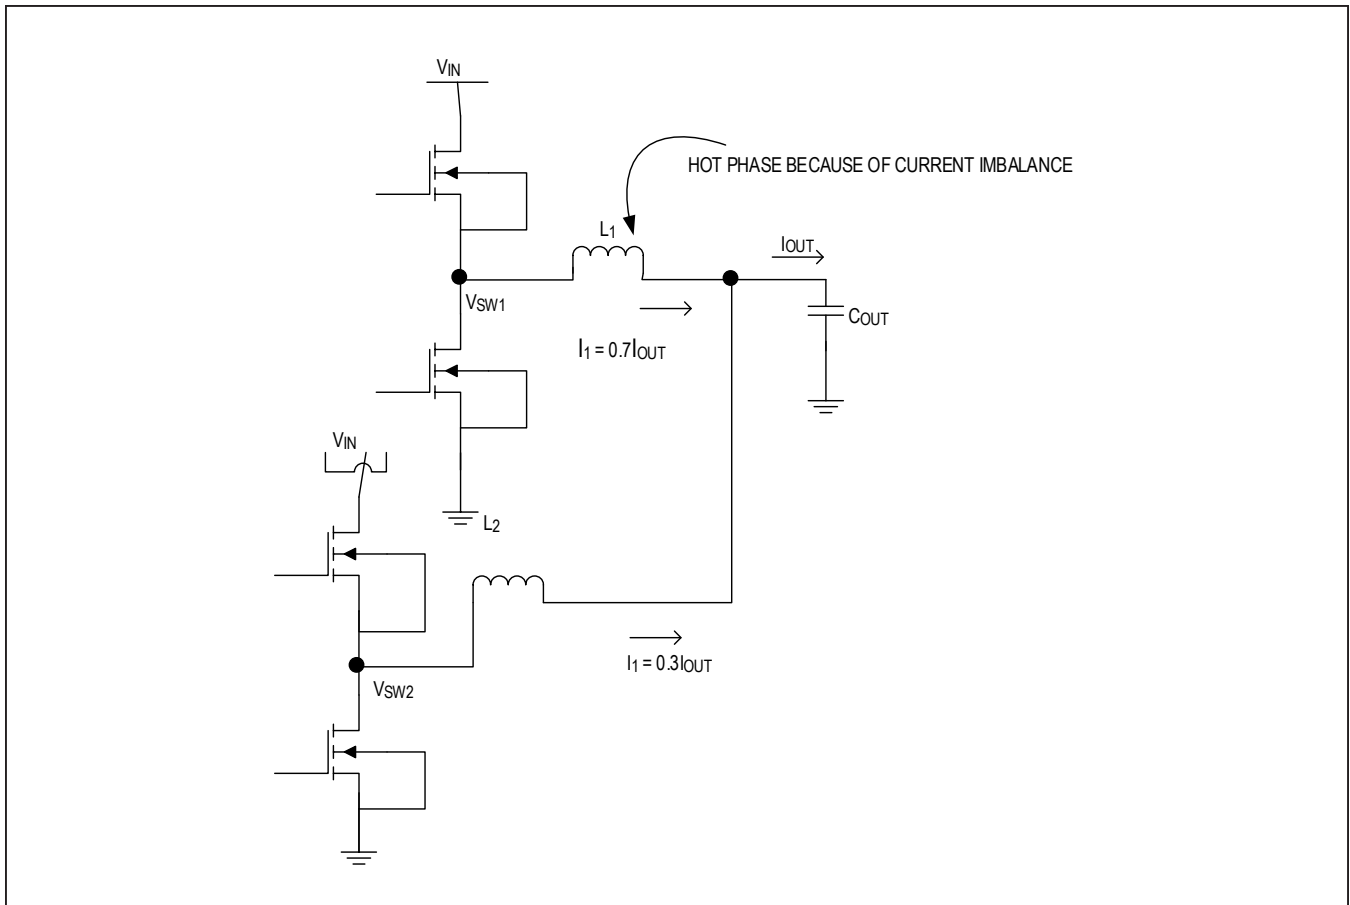 VIN
HOT PHASE BECAUSE OF CURRENT IMBALANCE
L1
IOUT
VSW1
COUT
I1 = 0.7IOUT
VIN
L2
I1 = 0.3IOUT
VSW2